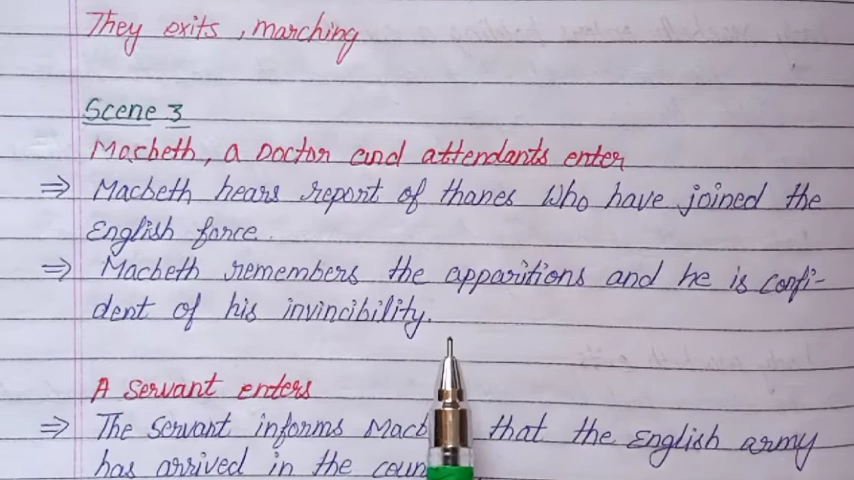 They exits, marching
Scene 3
Macbeth, a Doctor and attendants enter
⇒ Macbeth hears report of thanes who have joined the
English force.
⇒ Macbeth remembers the apparitions and he is confi-
dent of his invincibility.
A servant enters
⇒ The servant informs that the English army
has arrived in the